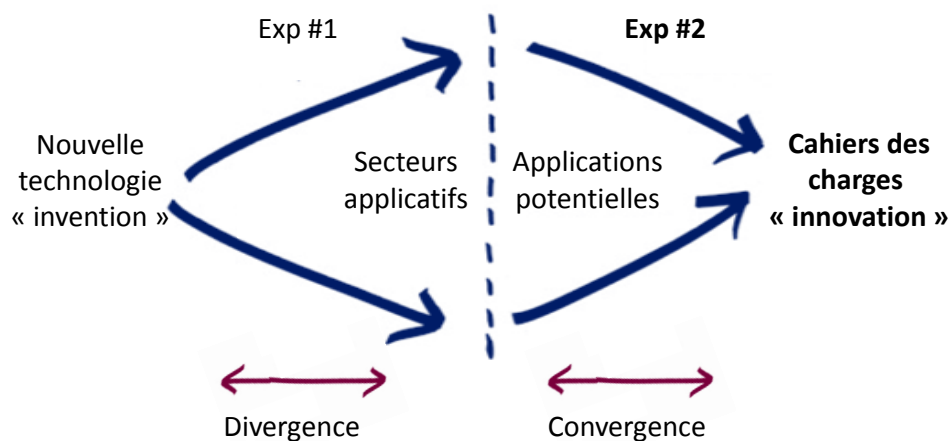 Exp #1
Exp #2
Nouvelle
technologie
« invention »
Secteurs
applicatifs
Applications
potentielles
Cahiers des
charges
« innovation »
Divergence
Convergence